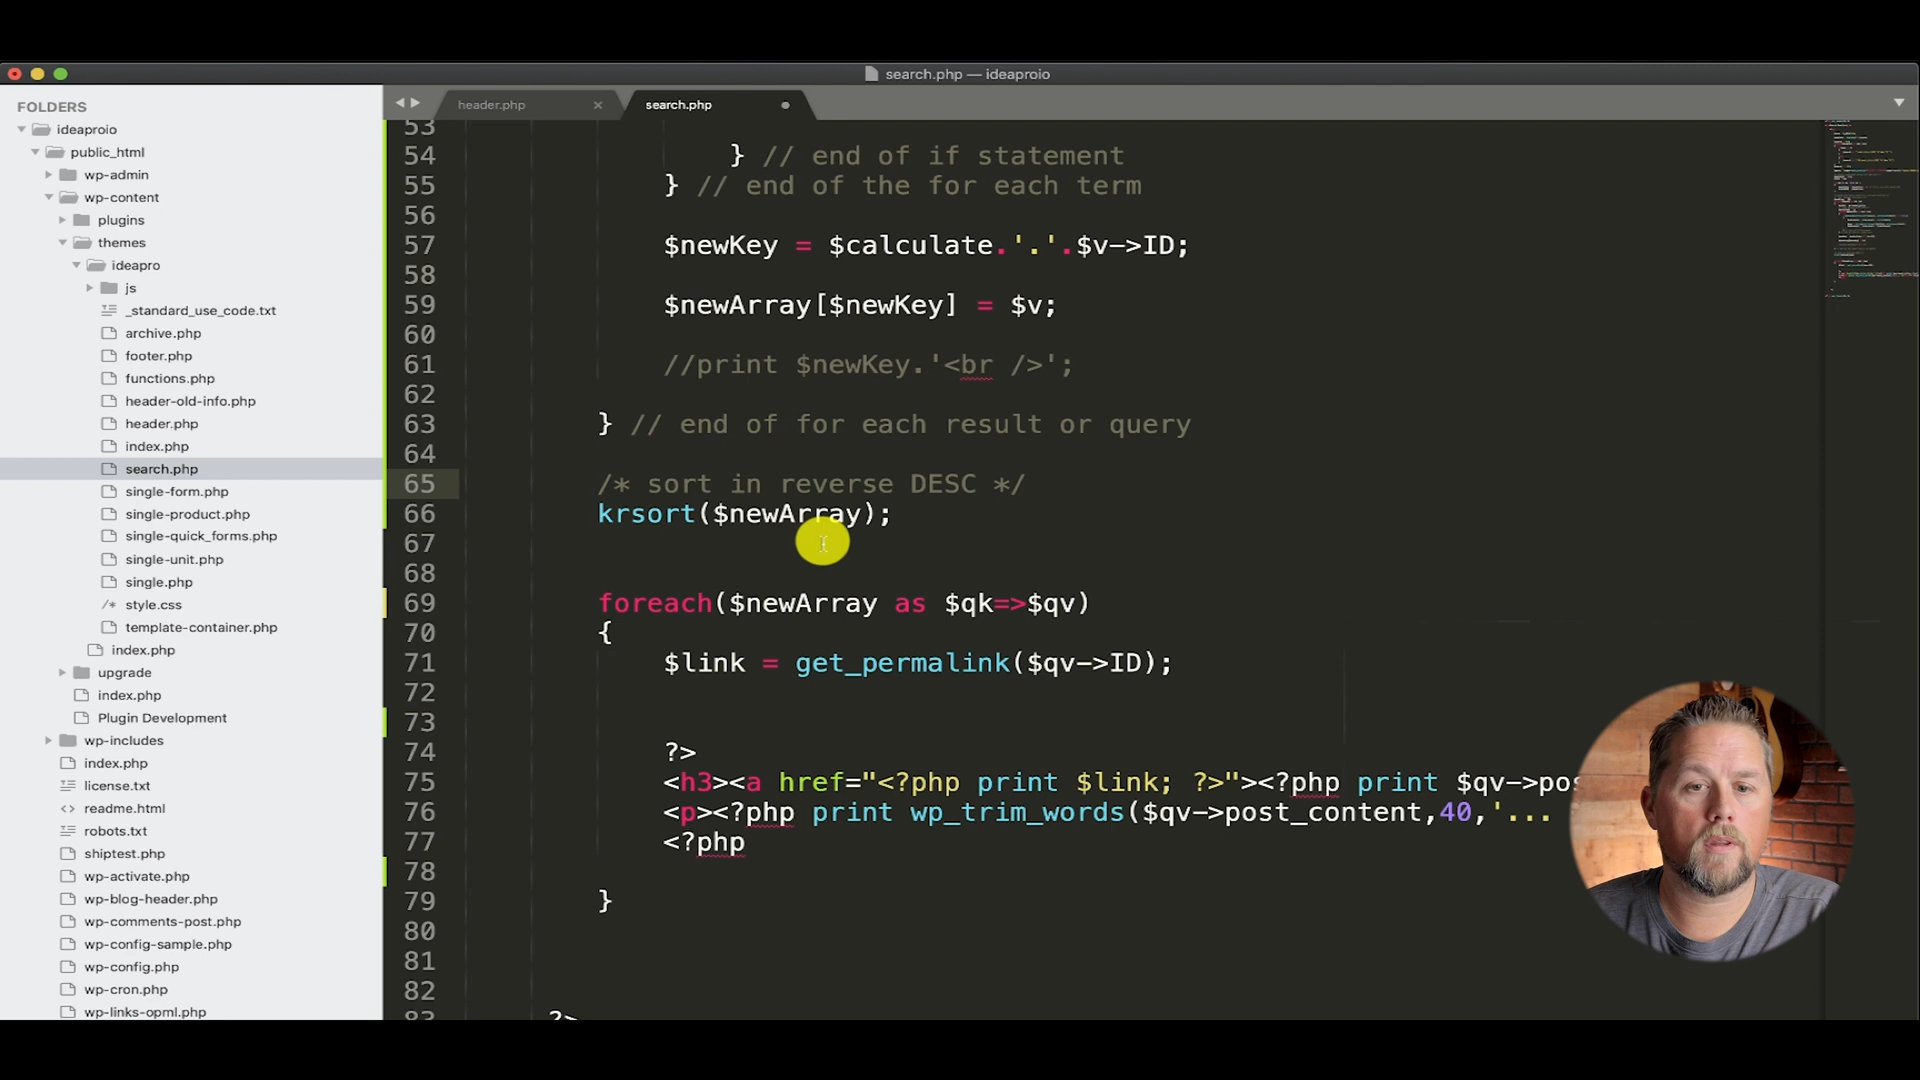 search.php — ideaproio
FOLDERS
ideaproio
public_html
wp-admin
wp-content
plugins
themes
ideapro
js
_standard_use_code.txt
archive.php
footer.php
functions.php
header-old-info.php
header.php
index.php
search.php
single-form.php
single-product.php
single-quick_forms.php
single-unit.php
single.php
/* style.css
template-container.php
index.php
upgrade
index.php
Plugin Development
wp-includes
index.php
license.txt
<> readme.html
robots.txt
shiptest.php
wp-activate.php
wp-blog-header.php
wp-comments-post.php
wp-config-sample.php
wp-config.php
wp-cron.php
wp-links-opml.php
header.php
search.php
53
54 } // end of if statement
55 } // end of the for each term
56
57 $newKey = $calculate.'.'.$v->ID;
58
59 $newArray[$newKey] = $v;
60
61 //print $newKey.'<br />';
62
63 } // end of for each result or query
64
65 /* sort in reverse DESC */
66 krsort($newArray);
67
68
69 foreach($newArray as $qk=>$qv)
70 {
71 $link = get_permalink($qv->ID);
72
73
74 ?>
75 <h3><a href="<?php print $link; ?>"><?php print $qv->pos
76 <p><?php print wp_trim_words($qv->post_content,40,'...
77 <?php
78
79 }
80
81
82
83 ?>